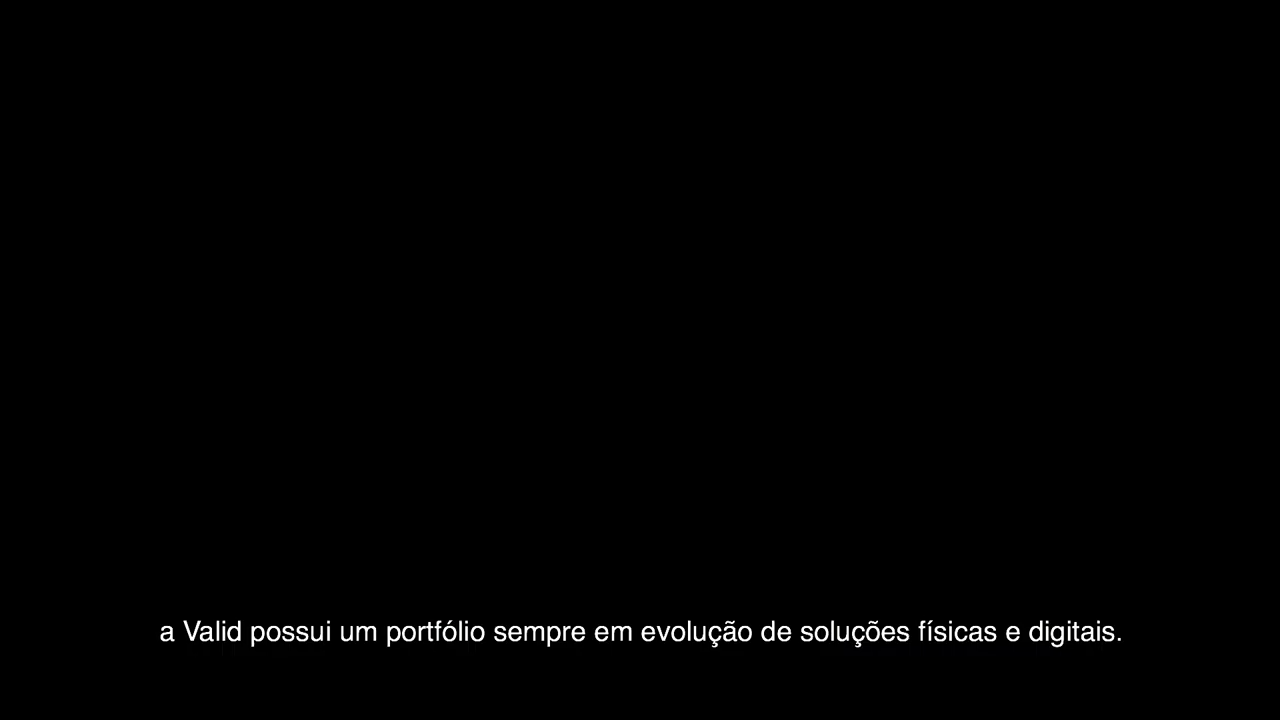 a Valid possui um portfólio sempre em evolução de soluções físicas e digitais.